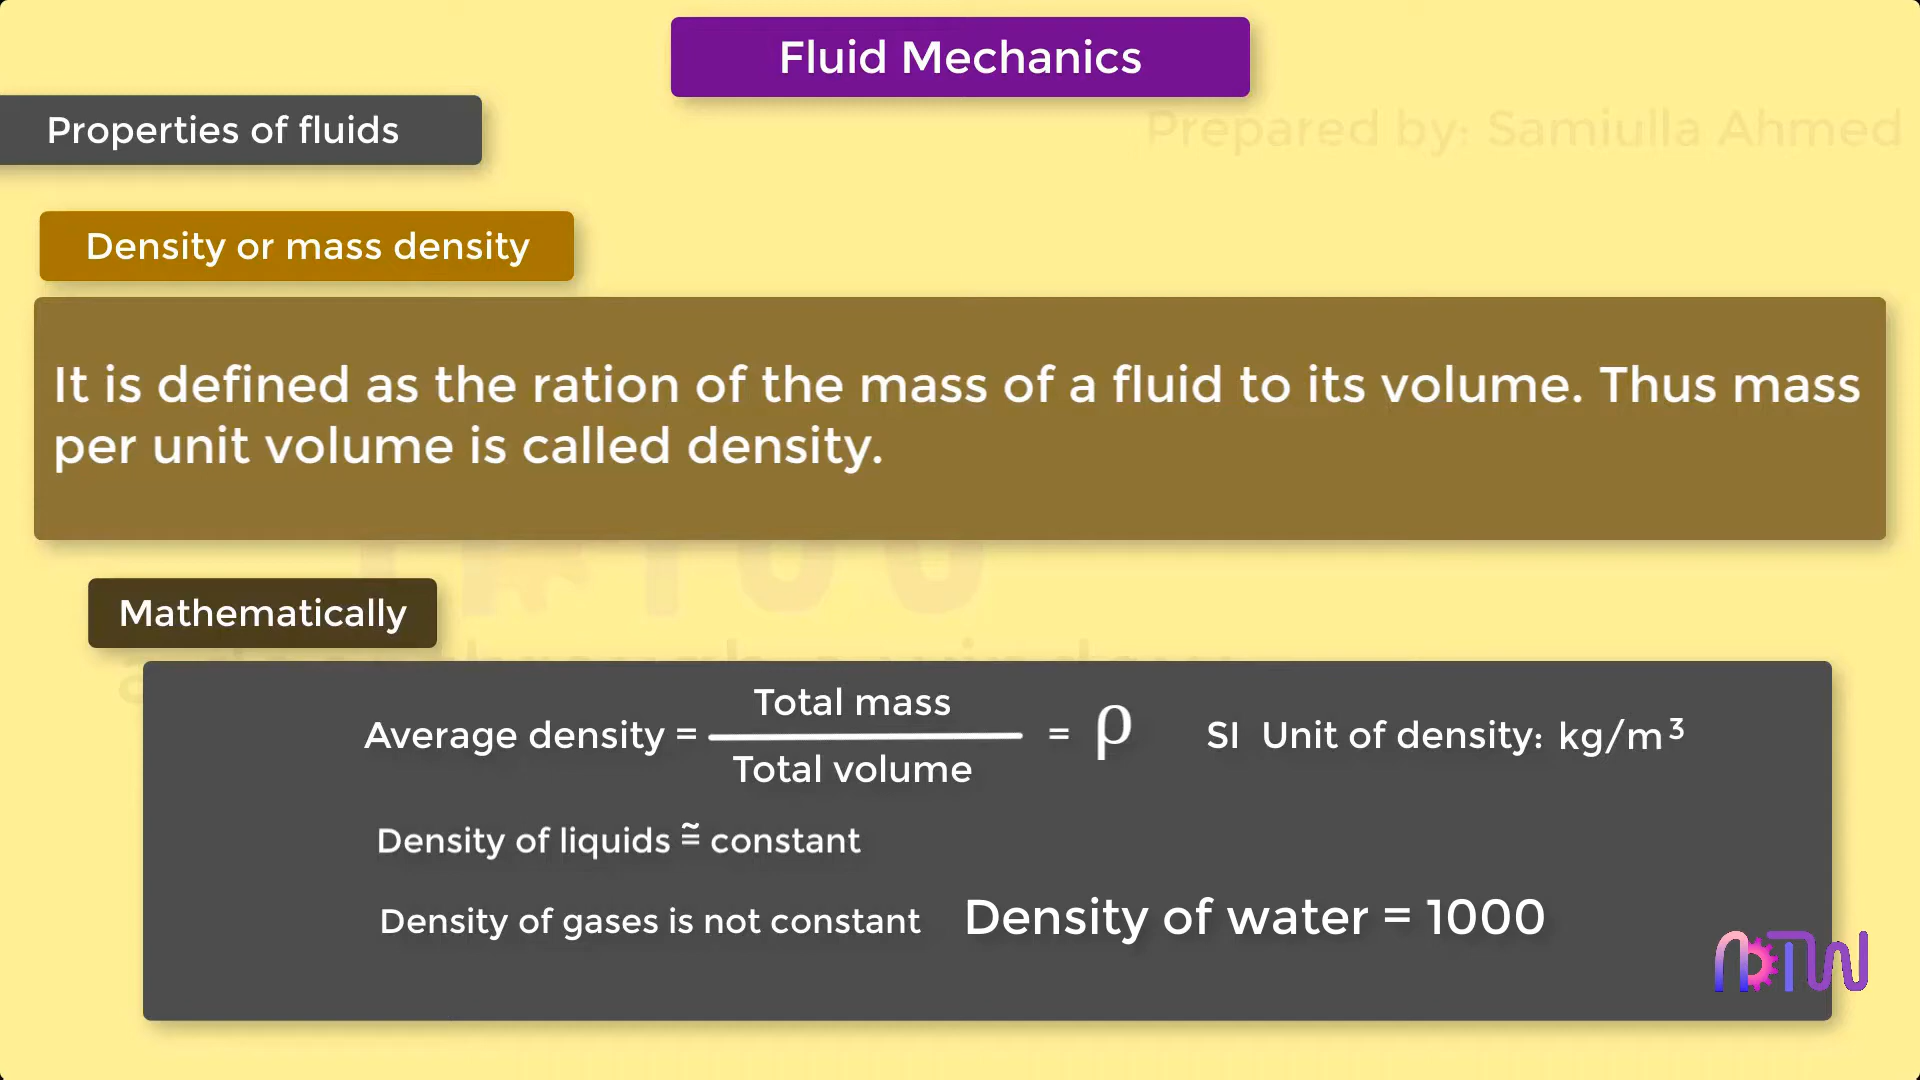 Fluid Mechanics
Properties of fluids
Prepared by: Samiulla Ahmed
Density or mass density
It is defined as the ration of the mass of a fluid to its volume. Thus mass
per unit volume is called density.
Mathematically
Total mass
Average density = ――― = ρ SI Unit of density: kg/m³
Total volume
Density of liquids ≅ constant
Density of gases is not constant Density of water = 1000